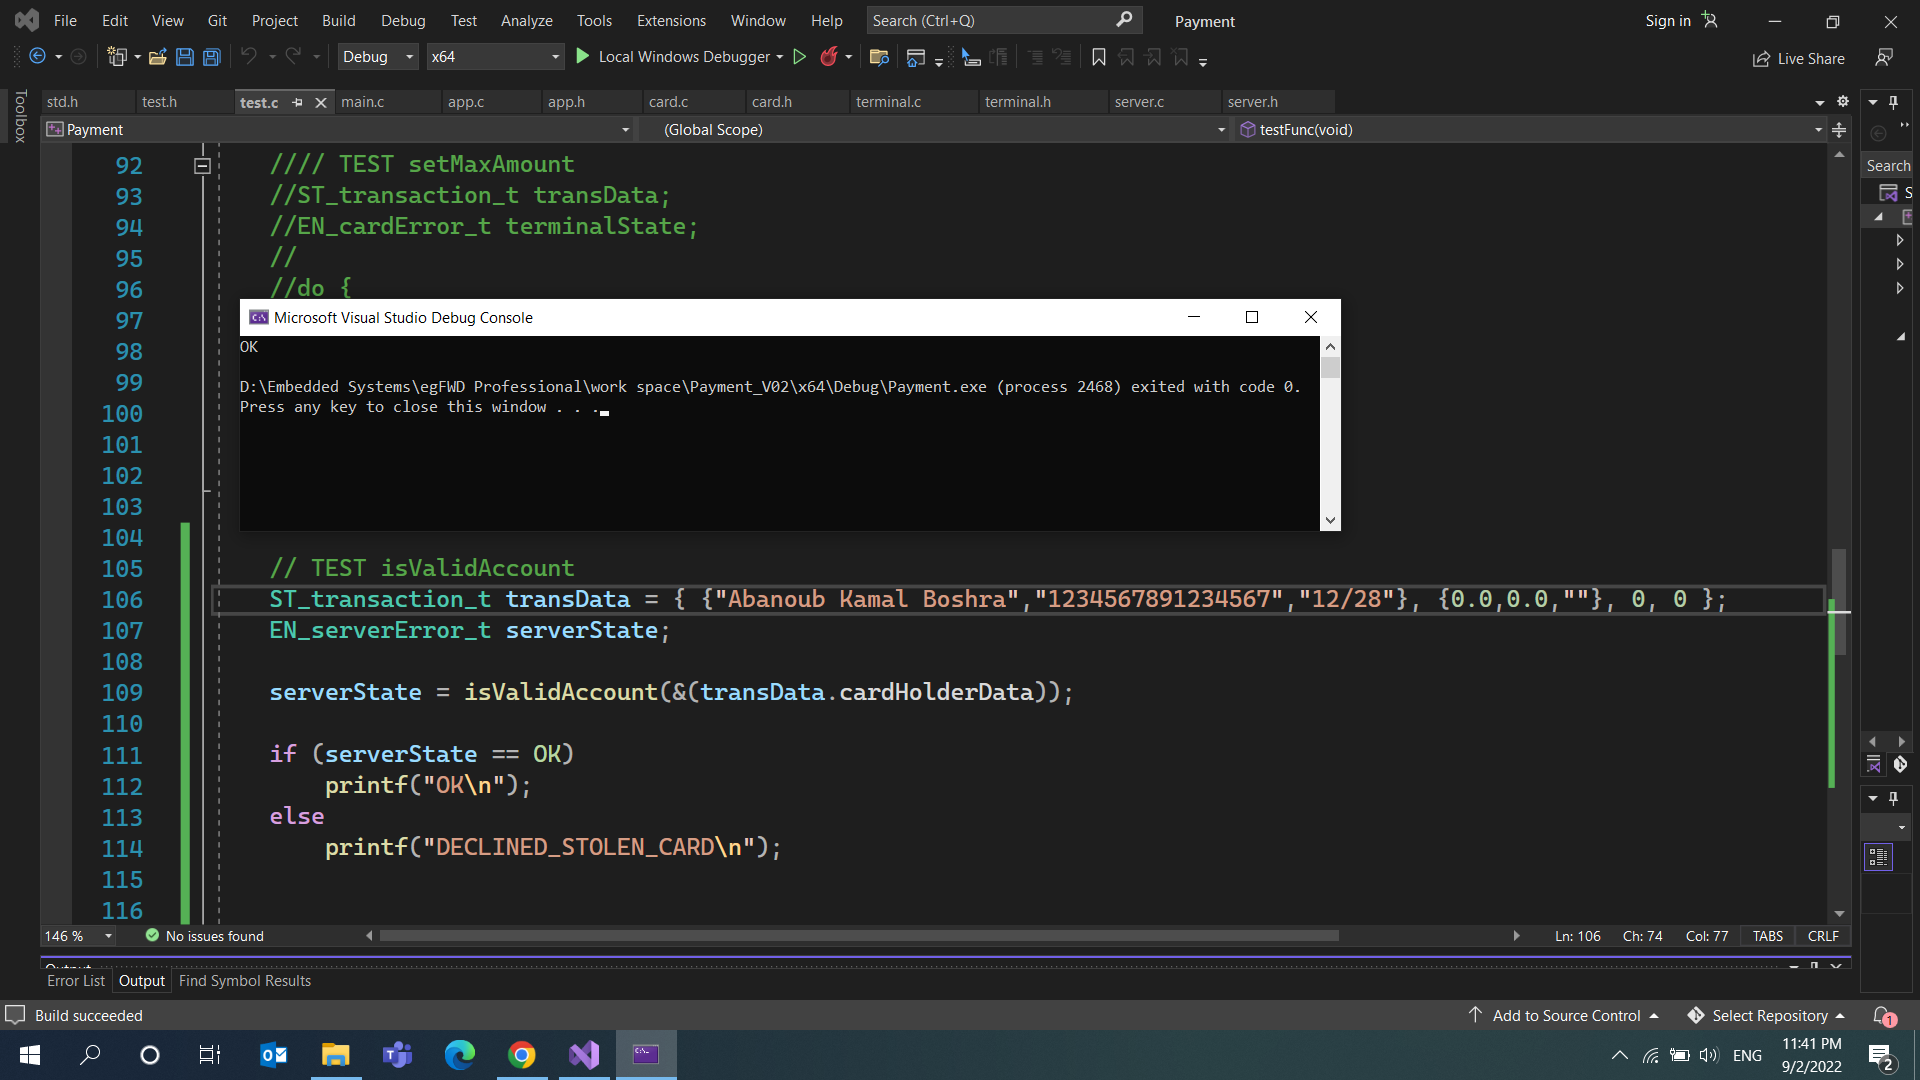 File Edit View Git Project Build Debug Test Analyze Tools Extensions Window Help Search (Ctrl+Q) Payment Sign in
Debug x64 Local Windows Debugger Live Share
Toolbox
std.h test.h test.c main.c app.c app.h card.c card.h terminal.c terminal.h server.c server.h
Payment (Global Scope) testFunc(void)
Search
92 //// TEST setMaxAmount
93 //ST_transaction_t transData;
94 //EN_cardError_t terminalState;
95 //
96 //do {
97
98
99
100
101
102
103
104
Microsoft Visual Studio Debug Console
OK
D:\Embedded Systems\egFWD Professional\work space\Payment_V02\x64\Debug\Payment.exe (process 2468) exited with code 0.
Press any key to close this window . . .
105 // TEST isValidAccount
106 ST_transaction_t transData = { {"Abanoub Kamal Boshra","1234567891234567","12/28"}, {0.0,0.0,""}, 0, 0 };
107 EN_serverError_t serverState;
108
109 serverState = isValidAccount(&(transData.cardHolderData));
110
111 if (serverState == OK)
112 printf("OK\n");
113 else
114 printf("DECLINED_STOLEN_CARD\n");
115
116
146 % No issues found Ln: 106 Ch: 74 Col: 77 TABS CRLF
Output
Error List Output Find Symbol Results
Build succeeded Add to Source Control Select Repository 1
ENG 11:41 PM
9/2/2022 2